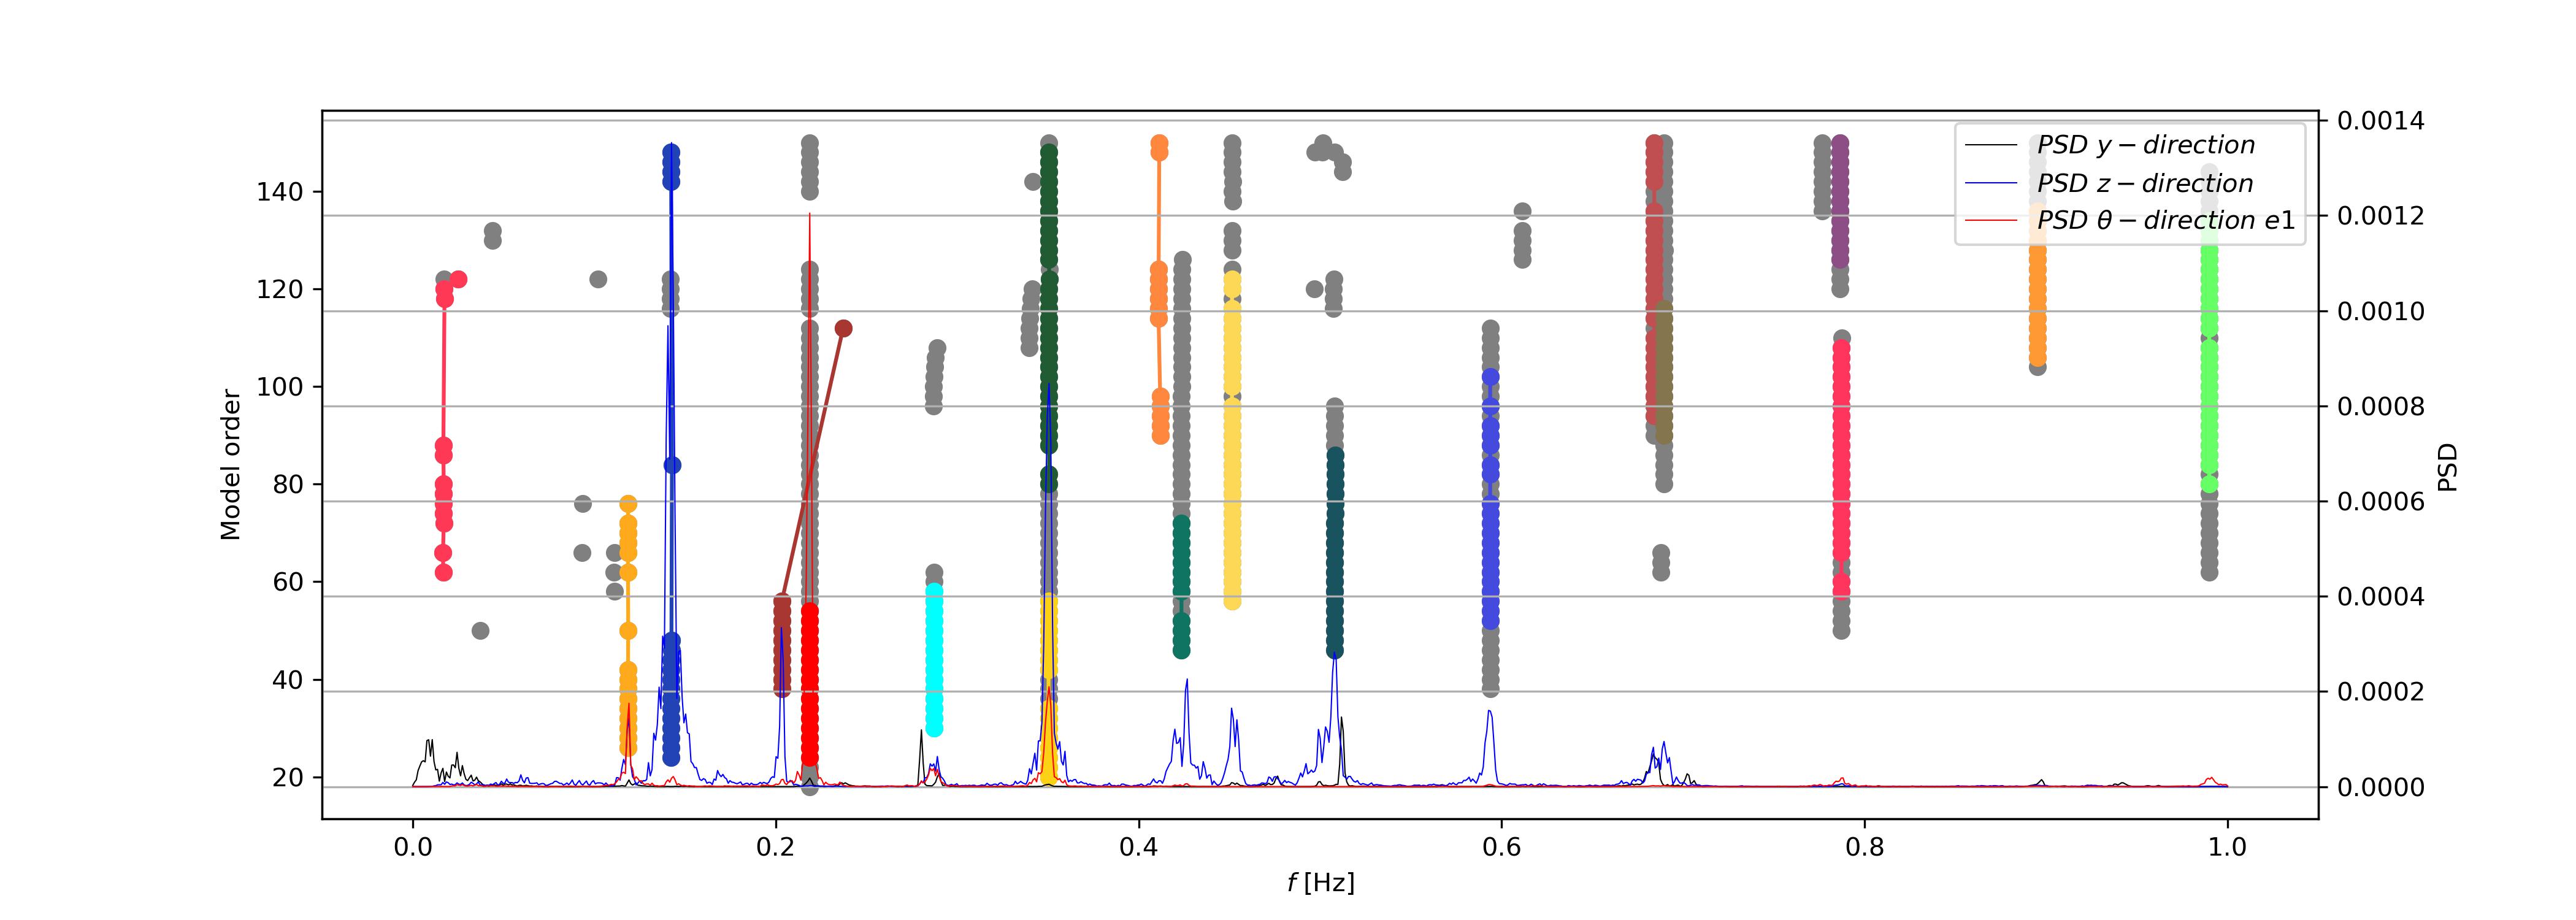 0.0014
140
PSD y − direction
PSD z − direction
0.0012
PSD θ − direction e1
120
0.0010
100
0.0008
Model order
PSD
80
0.0006
60
0.0004
40
0.0002
20
0.0000
0.0 0.2 0.4 0.6 0.8 1.0
f [Hz]